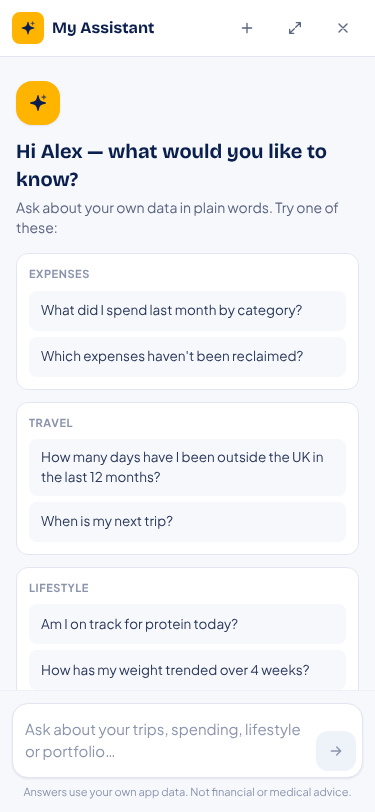 My Assistant
Hi Alex — what would you like to
know?
Ask about your own data in plain words. Try one of
these:
EXPENSES
What did I spend last month by category?
Which expenses haven't been reclaimed?
TRAVEL
How many days have I been outside the UK in
the last 12 months?
When is my next trip?
LIFESTYLE
Am I on track for protein today?
How has my weight trended over 4 weeks?
Ask about your trips, spending, lifestyle
or portfolio…
Answers use your own app data. Not financial or medical advice.